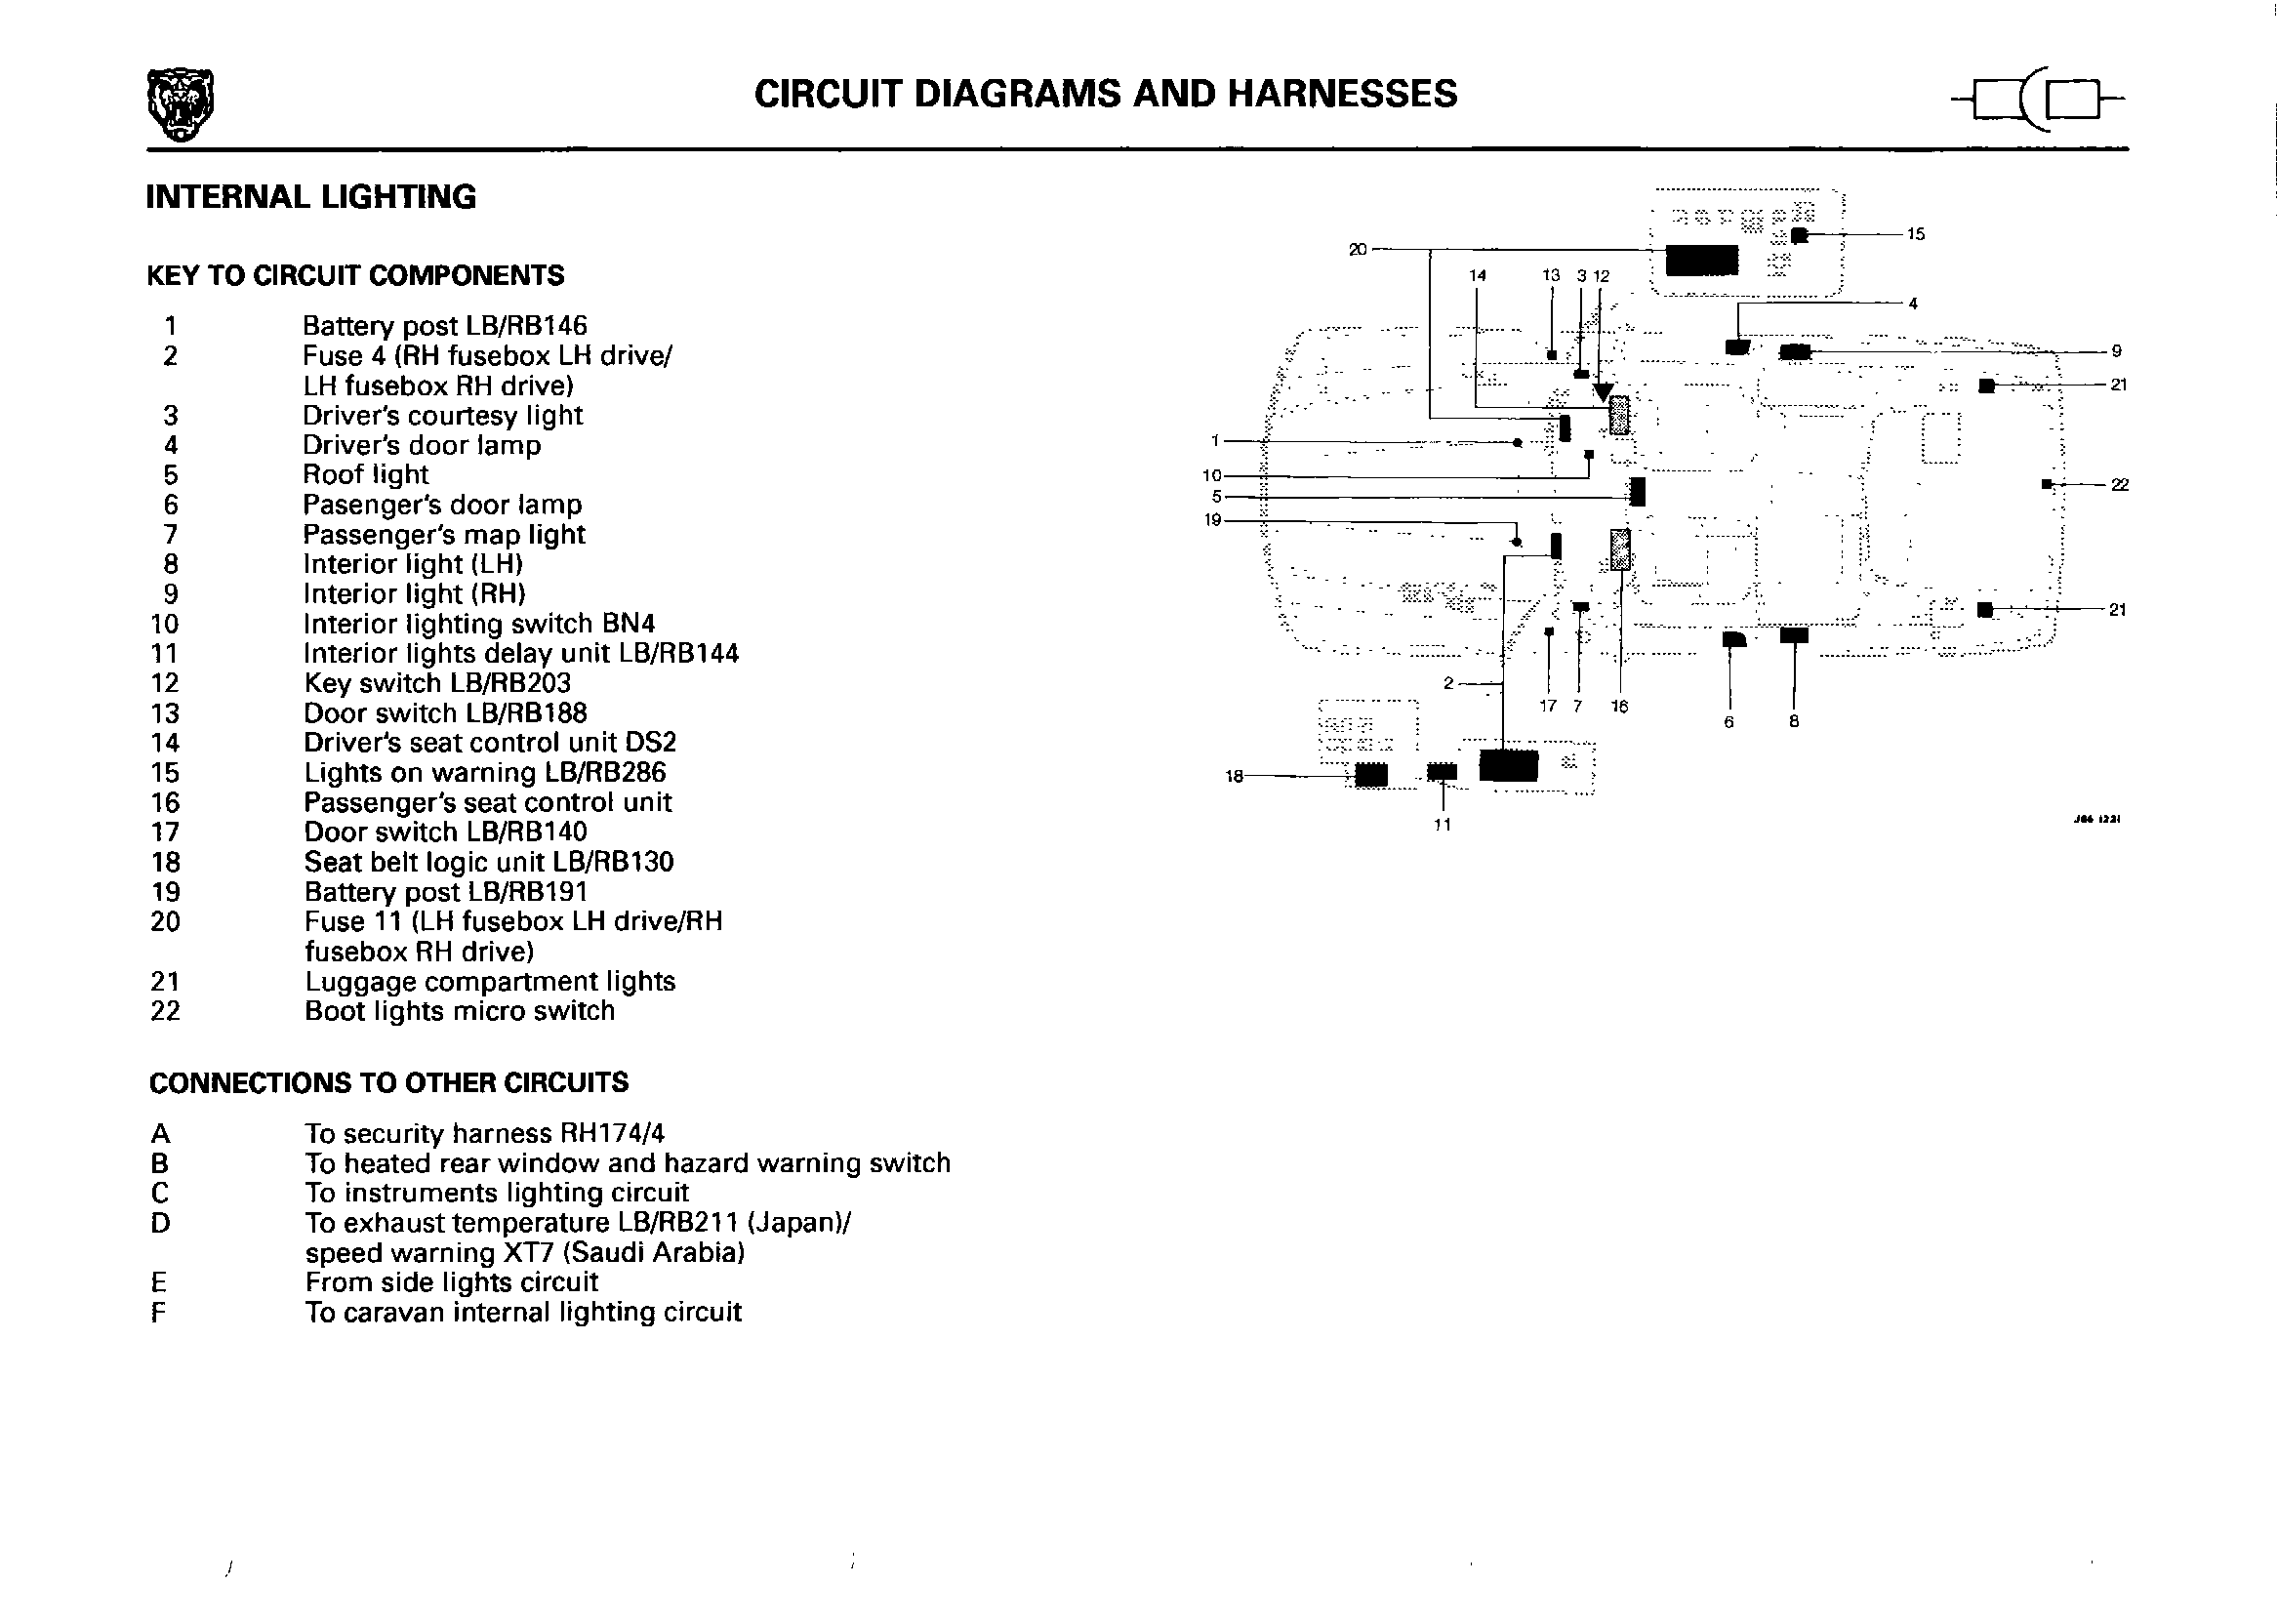 CIRCUIT DIAGRAMS AND HARNESSES
INTERNAL LIGHTING
KEY TO CIRCUIT COMPONENTS
1 Battery post LB/RB146
2 Fuse 4 (RH fusebox LH drive/
LH fusebox RH drive)
3 Driver's courtesy light
4 Driver's door lamp
5 Roof light
6 Pasenger's door lamp
7 Passenger's map light
8 Interior light (LH)
9 Interior light (RH)
10 Interior lighting switch BN4
11 Interior lights delay unit LB/RB144
12 Key switch LB/RB203
13 Door switch LB/RB188
14 Driver's seat control unit DS2
15 Lights on warning LB/RB286
16 Passenger's seat control unit
17 Door switch LB/RB140
18 Seat belt logic unit LB/RB130
19 Battery post LB/RB191
20 Fuse 11 (LH fusebox LH drive/RH
fusebox RH drive)
21 Luggage compartment lights
22 Boot lights micro switch
CONNECTIONS TO OTHER CIRCUITS
A To security harness RH174/4
B To heated rear window and hazard warning switch
C To instruments lighting circuit
D To exhaust temperature LB/RB211 (Japan)/
speed warning XT7 (Saudi Arabia)
E From side lights circuit
F To caravan internal lighting circuit
15
20
14 13 3 12
4
9
21
1
10
5
22
19
21
2
17 7 16
6 8
18
11
J86 1221